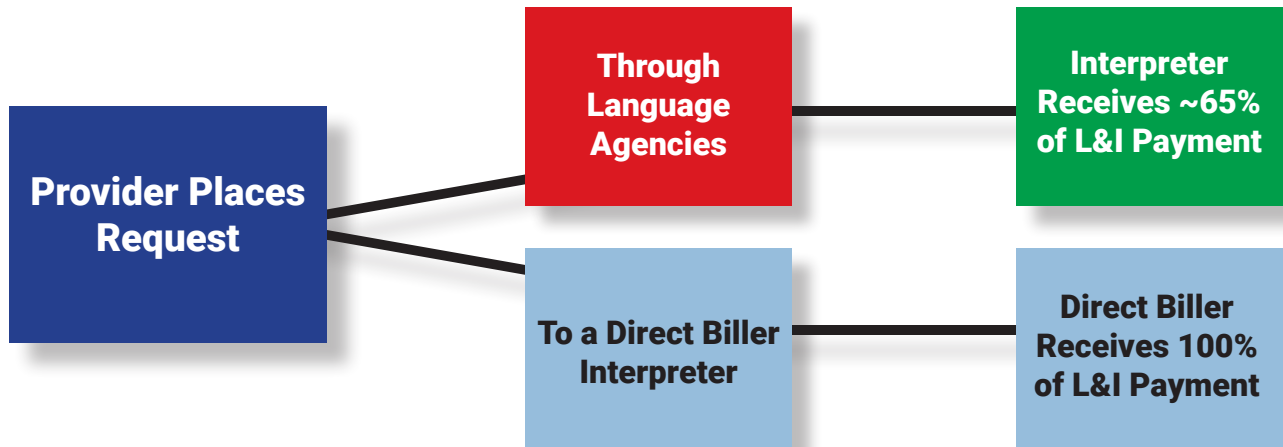 Provider Places
Request
Through
Language
Agencies
Interpreter
Receives ~65%
of L&I Payment
To a Direct Biller
Interpreter
Direct Biller
Receives 100%
of L&I Payment